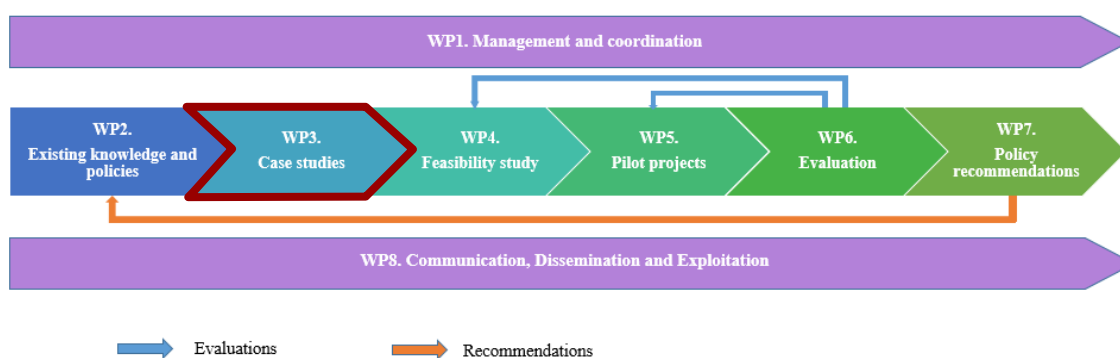 WP1. Management and coordination
WP2.
Existing knowledge and
policies
WP3.
Case studies
WP4.
Feasibility study
WP5.
Pilot projects
WP6.
Evaluation
WP7.
Policy
recommendations
WP8. Communication, Dissemination and Exploitation
Evaluations
Recommendations